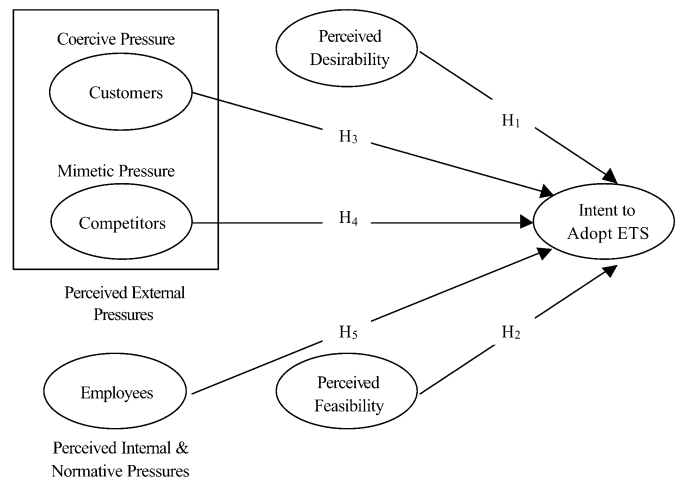 Coercive Pressure
Customers
Mimetic Pressure
Competitors
Perceived External
Pressures
Employees
Perceived Internal &
Normative Pressures
Perceived
Desirability
H1
H3
H4
H5
H2
Perceived
Feasibility
Intent to
Adopt ETS